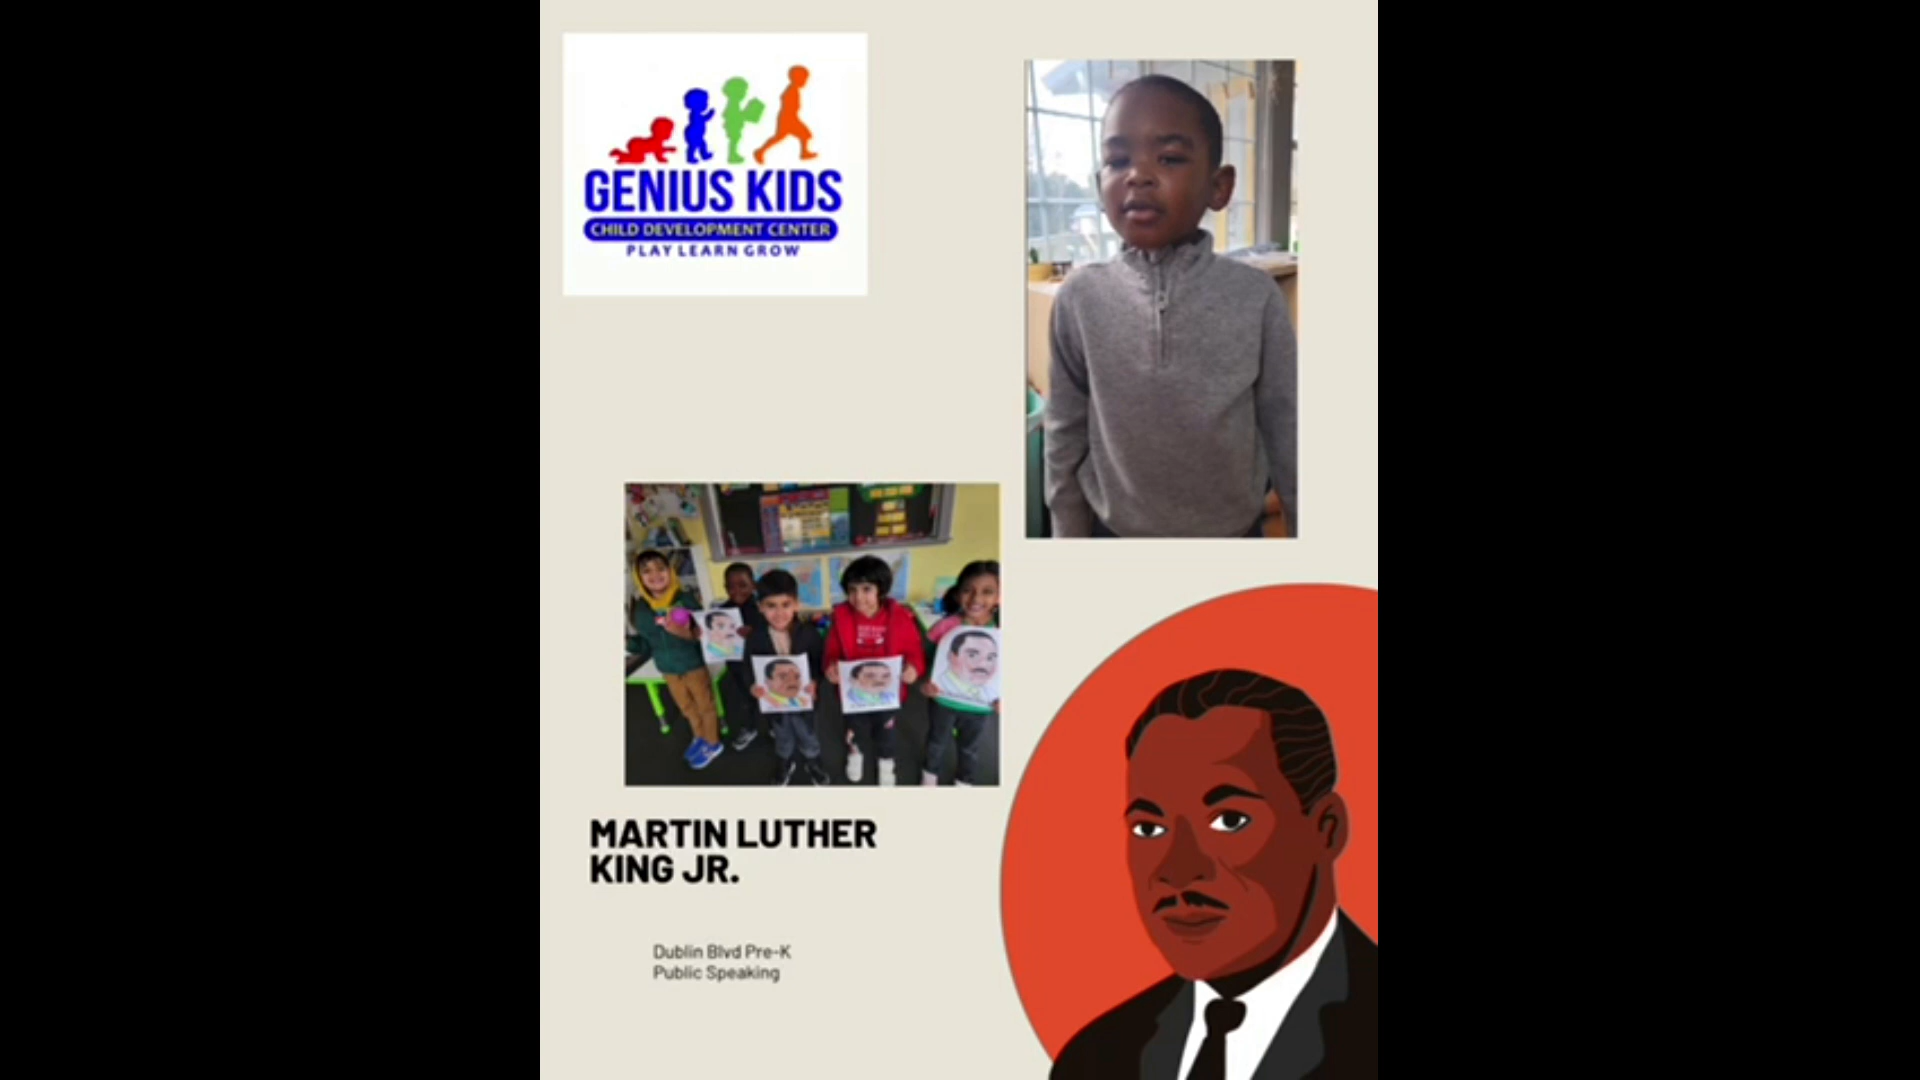 GENIUS KIDS
CHILD DEVELOPMENT CENTER
PLAY LEARN GROW
MARTIN LUTHER
KING JR.
Dublin Blvd Pre-K
Public Speaking